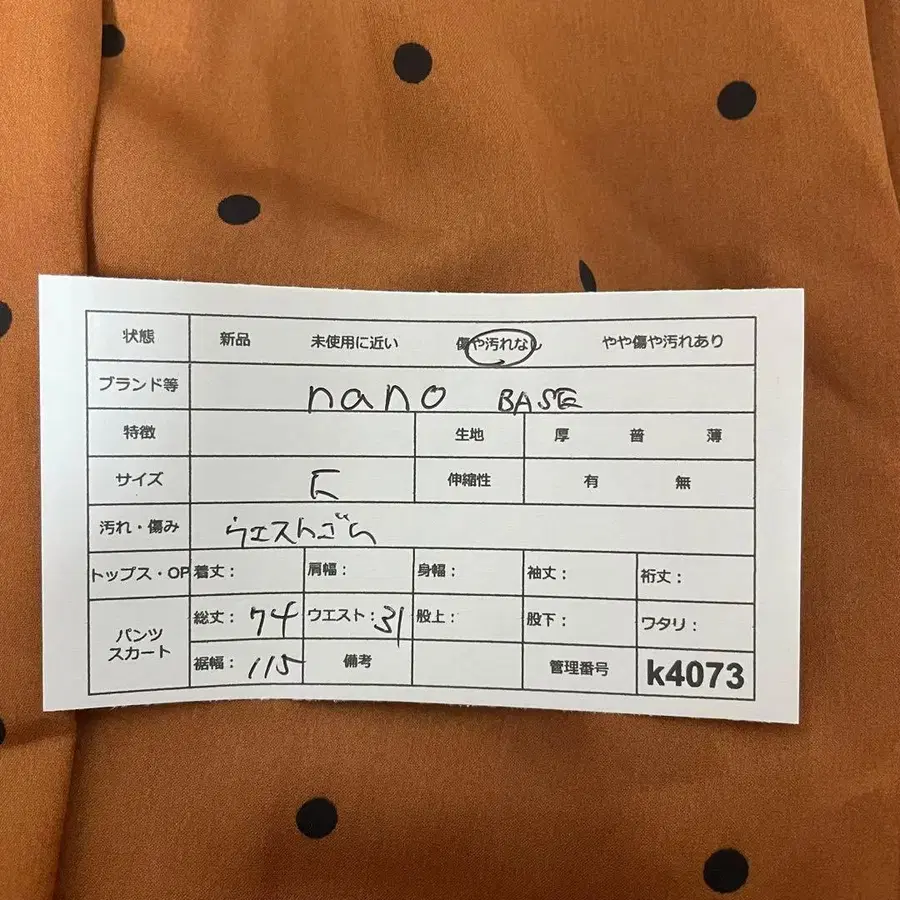 状態 新品 未使用に近い 傷や汚れなし やや傷や汚れあり
ブランド等 nano BASE
特徴 生地 厚 普 薄
サイズ 伸縮性 有 無
汚れ・傷み ウエストゴム
トップス・OP 着丈： 肩幅： 身幅： 袖丈： 裄丈：
パンツ スカート 総丈：74 ウエスト：31 股上： 股下： ワタリ：
裾幅：115 備考 管理番号 k4073